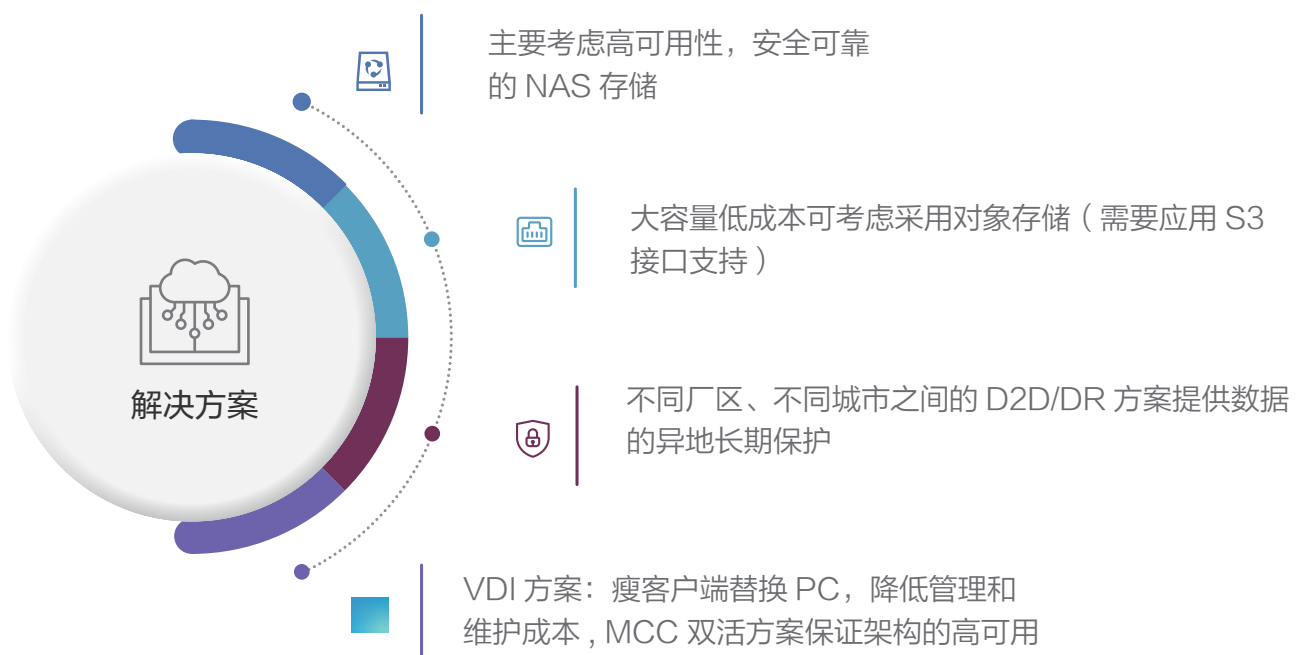 主要考虑高可用性，安全可靠
的 NAS 存储
大容量低成本可考虑采用对象存储（需要应用 S3
接口支持）
解决方案
不同厂区、不同城市之间的 D2D/DR 方案提供数据
的异地长期保护
VDI 方案：瘦客户端替换 PC，降低管理和
维护成本 , MCC 双活方案保证架构的高可用